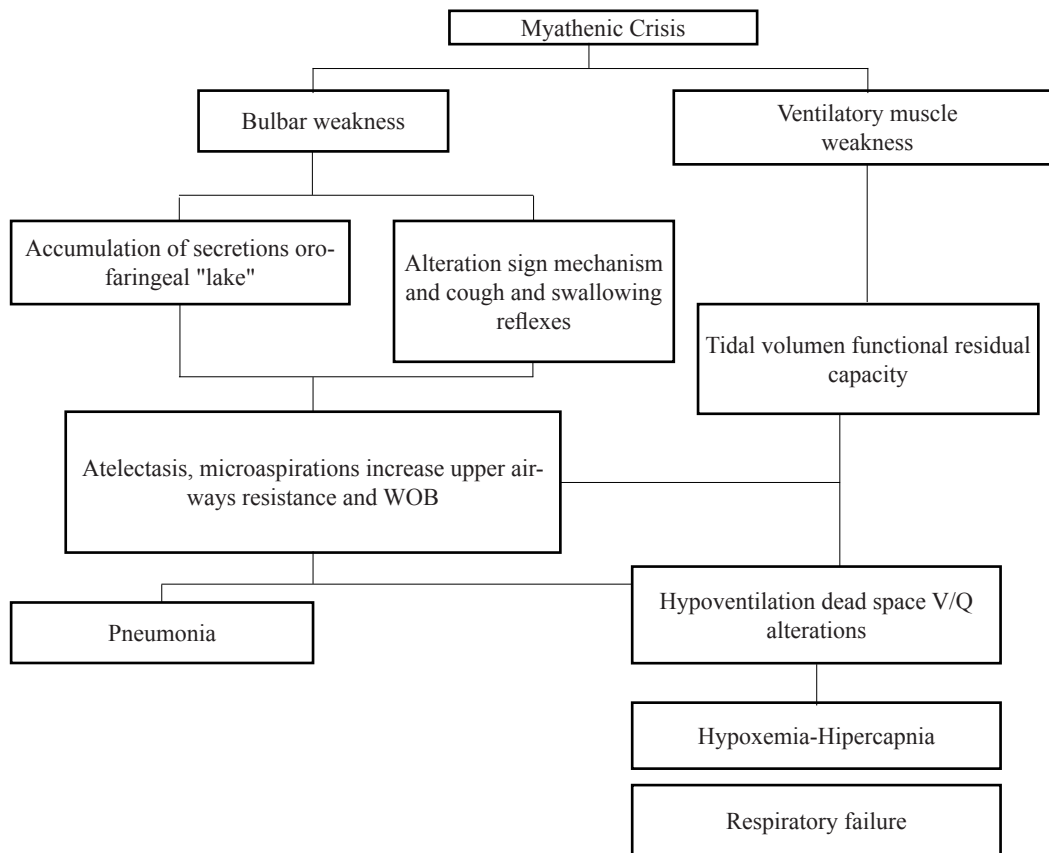 Myathenic Crisis
Bulbar weakness
Ventilatory muscle
weakness
Accumulation of secretions oro-
faringeal "lake"
Alteration sign mechanism
and cough and swallowing
reflexes
Tidal volumen functional residual
capacity
Atelectasis, microaspirations increase upper air-
ways resistance and WOB
Pneumonia
Hypoventilation dead space V/Q
alterations
Hypoxemia-Hipercapnia
Respiratory failure